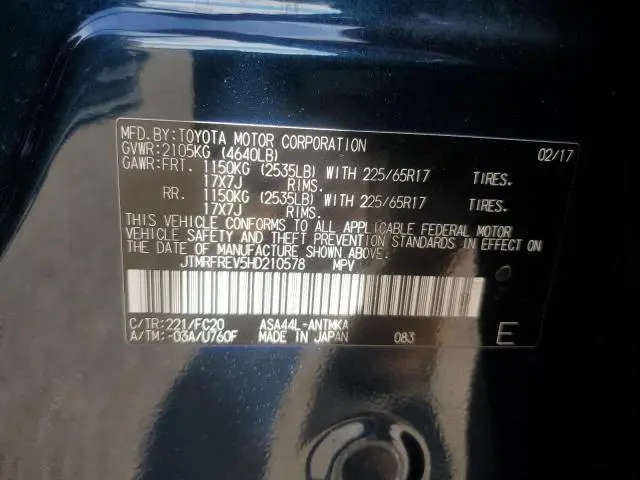 MFD.BY:TOYOTA MOTOR CORPORATION 02/17
GVWR:2105KG (4640LB)
GAWR:FRT. 1150KG (2535LB) WITH 225/65R17 TIRES.
17X7J RIMS.
RR. 1150KG (2535LB) WITH 225/65R17 TIRES.
17X7J RIMS.
THIS VEHICLE CONFORMS TO ALL APPLICABLE FEDERAL MOTOR
VEHICLE SAFETY, BUMPER, AND THEFT PREVENTION STANDARDS IN EFFECT ON
THE DATE OF MANUFACTURE SHOWN ABOVE.
JTMRFREV5HD210578 MPV
C/TR:221/FC20 ASA44L-ANTMKA
A/TM:-03A/U760F MADE IN JAPAN 083 E